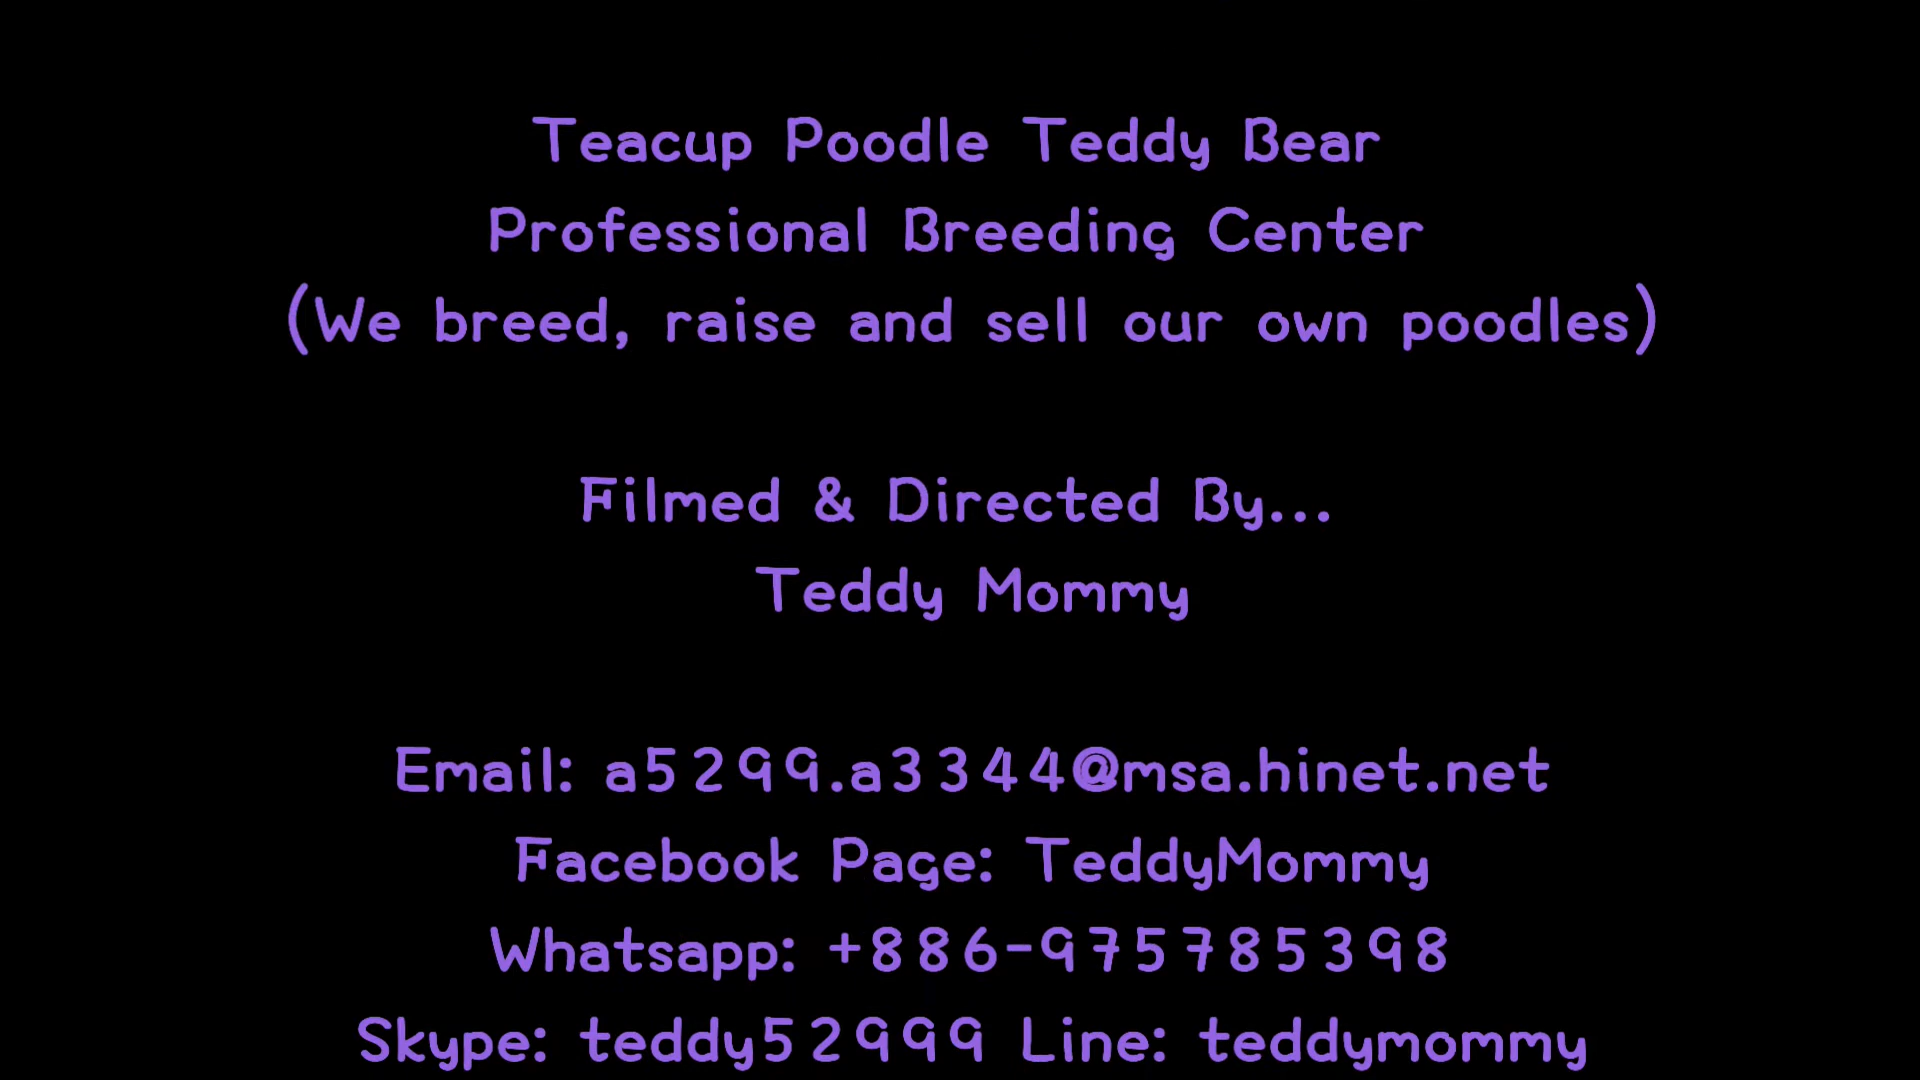 Teacup Poodle Teddy Bear
Professional Breeding Center
(We breed, raise and sell our own poodles)
Filmed & Directed By...
Teddy Mommy
Email: a5299.a3344@msa.hinet.net
Facebook Page: TeddyMommy
Whatsapp: +886-975785398
Skype: teddy52999 Line: teddymommy